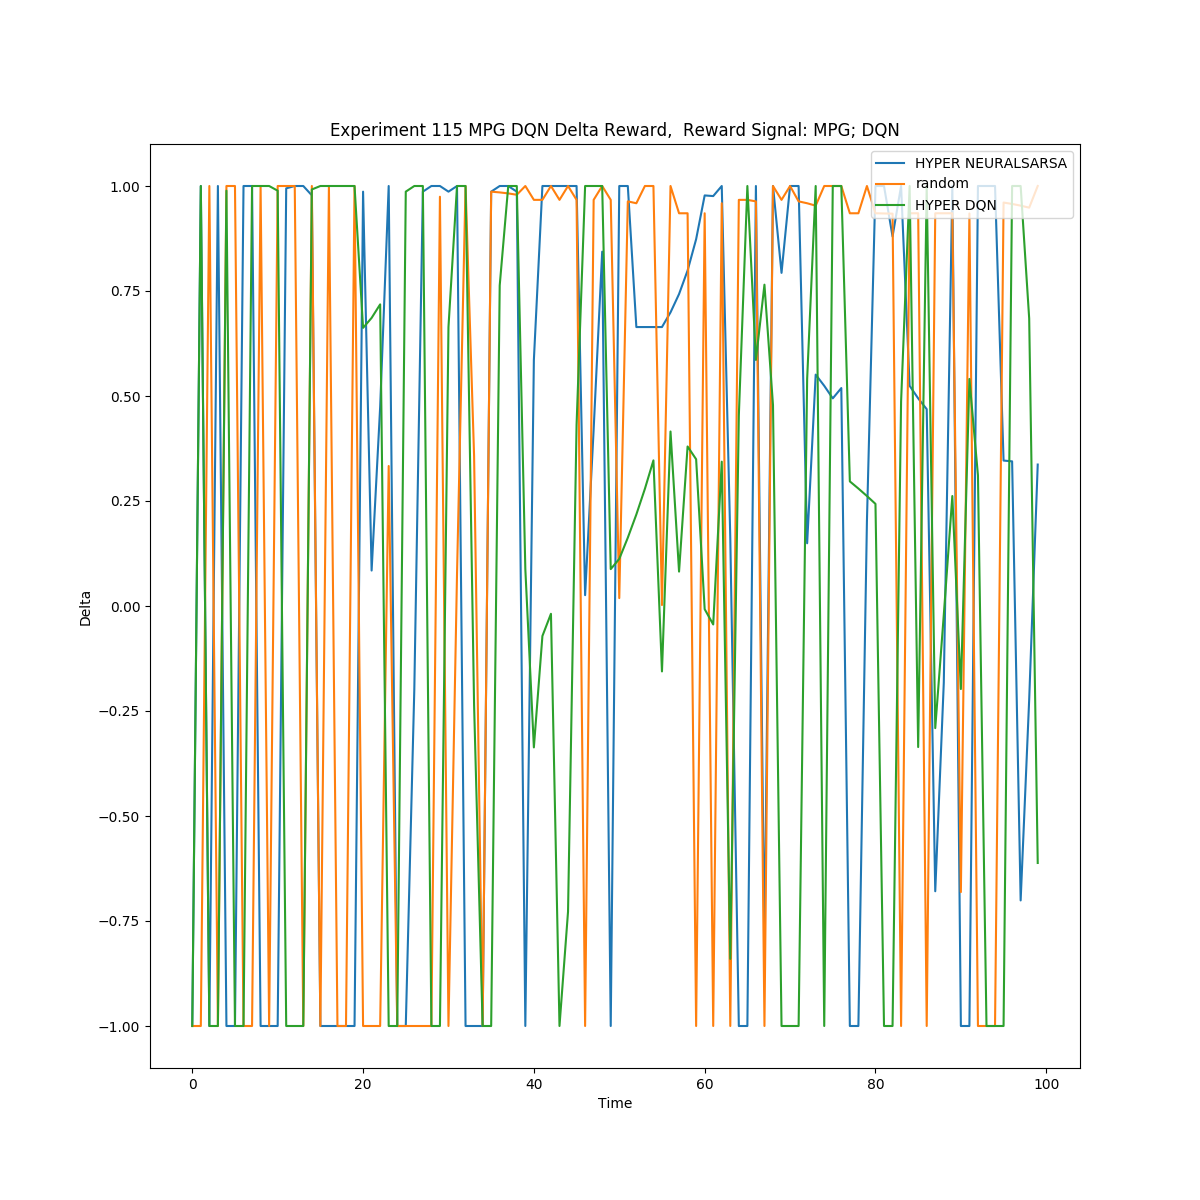 Experiment 115 MPG DQN Delta Reward,  Reward Signal: MPG; DQN
HYPER NEURALSARSA
random
HYPER DQN
1.00
0.75
0.50
0.25
0.00
−0.25
−0.50
−0.75
−1.00
Delta
0 20 40 60 80 100
Time